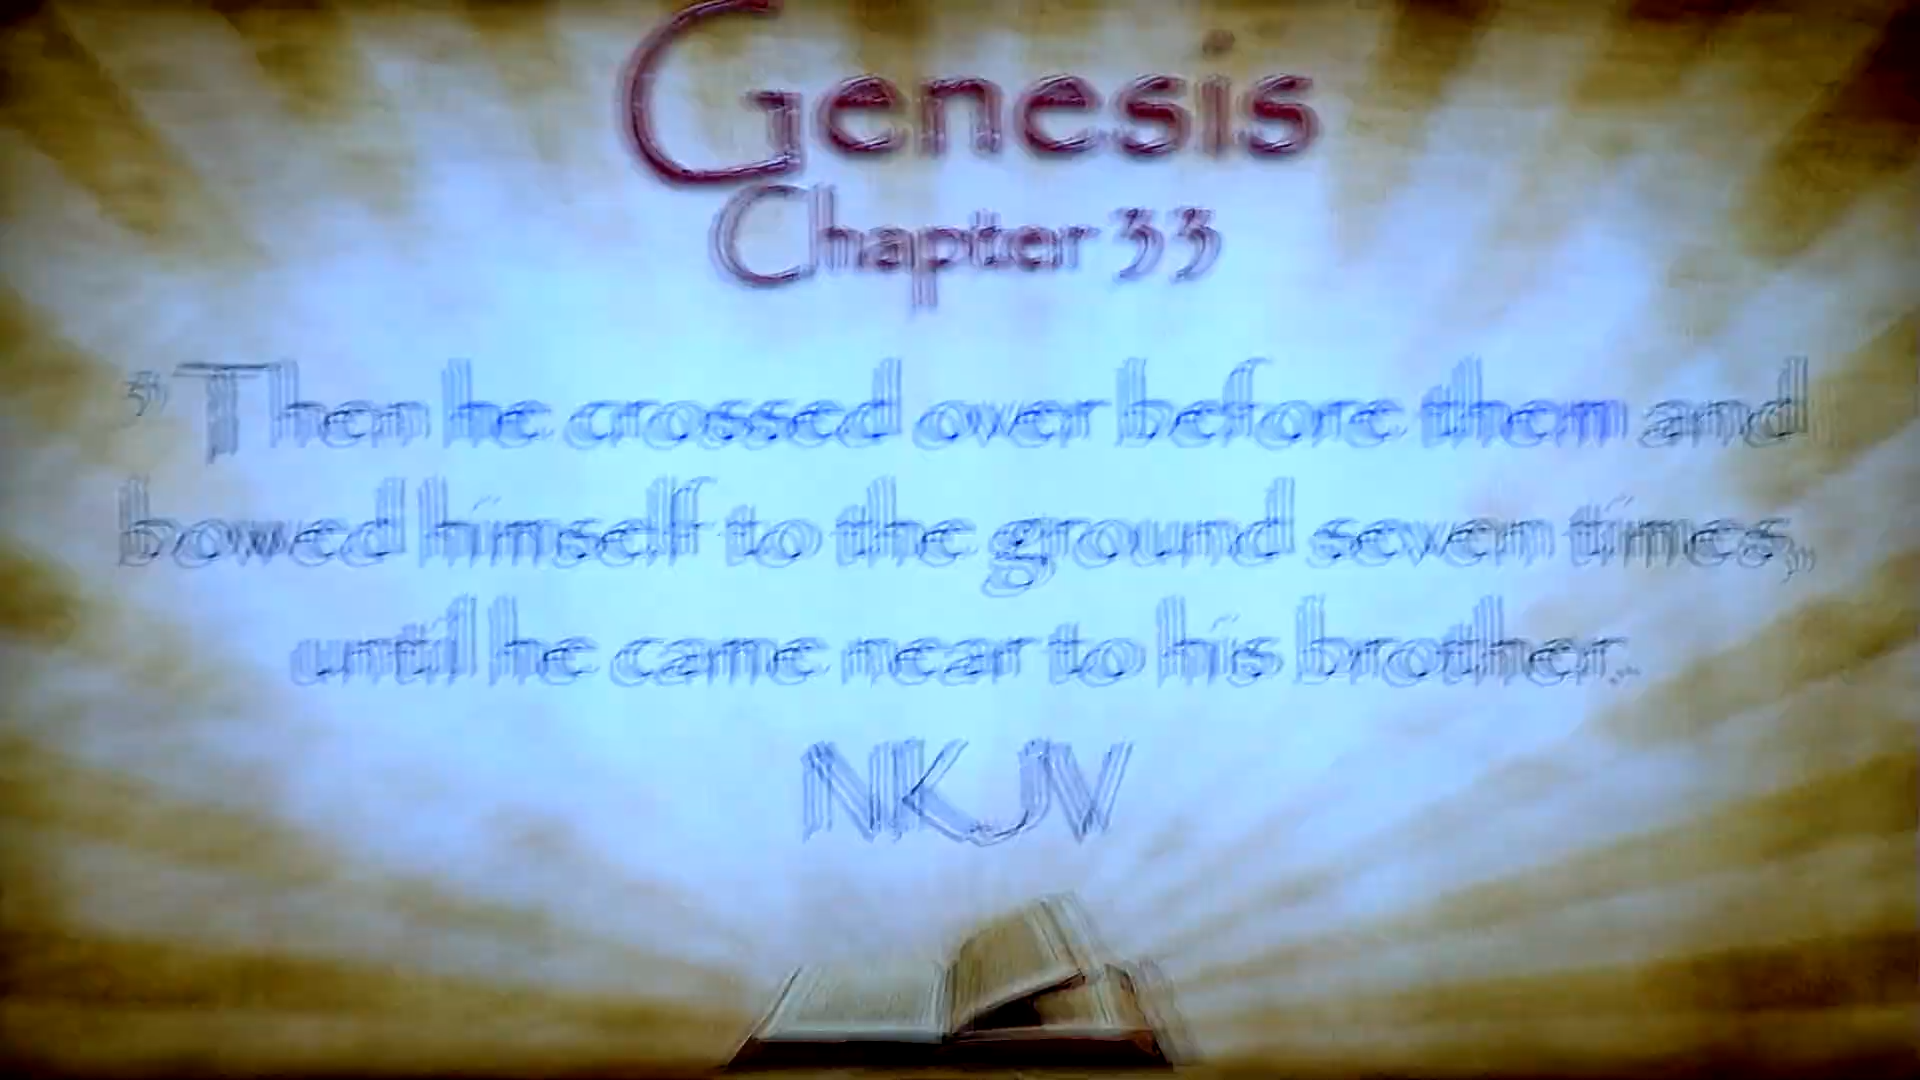 Genesis
Chapter 33
3 Then he crossed over before them and
bowed himself to the ground seven times,
until he came near to his brother.
NKJV